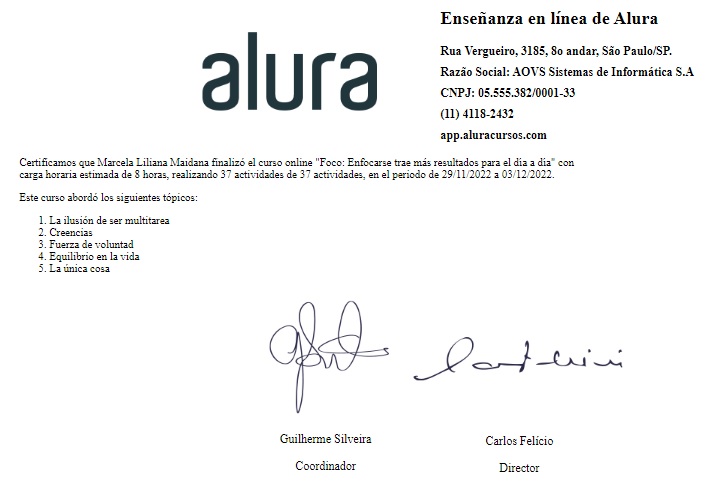 alura
Enseñanza en línea de Alura
Rua Vergueiro, 3185, 8o andar, São Paulo/SP.
Razão Social: AOVS Sistemas de Informática S.A
CNPJ: 05.555.382/0001-33
(11) 4118-2432
app.aluracursos.com
Certificamos que Marcela Liliana Maidana finalizó el curso online "Foco: Enfocarse trae más resultados para el día a día" con
carga horaria estimada de 8 horas, realizando 37 actividades de 37 actividades, en el periodo de 29/11/2022 a 03/12/2022.
Este curso abordó los siguientes tópicos:
1. La ilusión de ser multitarea
2. Creencias
3. Fuerza de voluntad
4. Equilibrio en la vida
5. La única cosa
Guilherme Silveira
Coordinador
Carlos Felício
Director